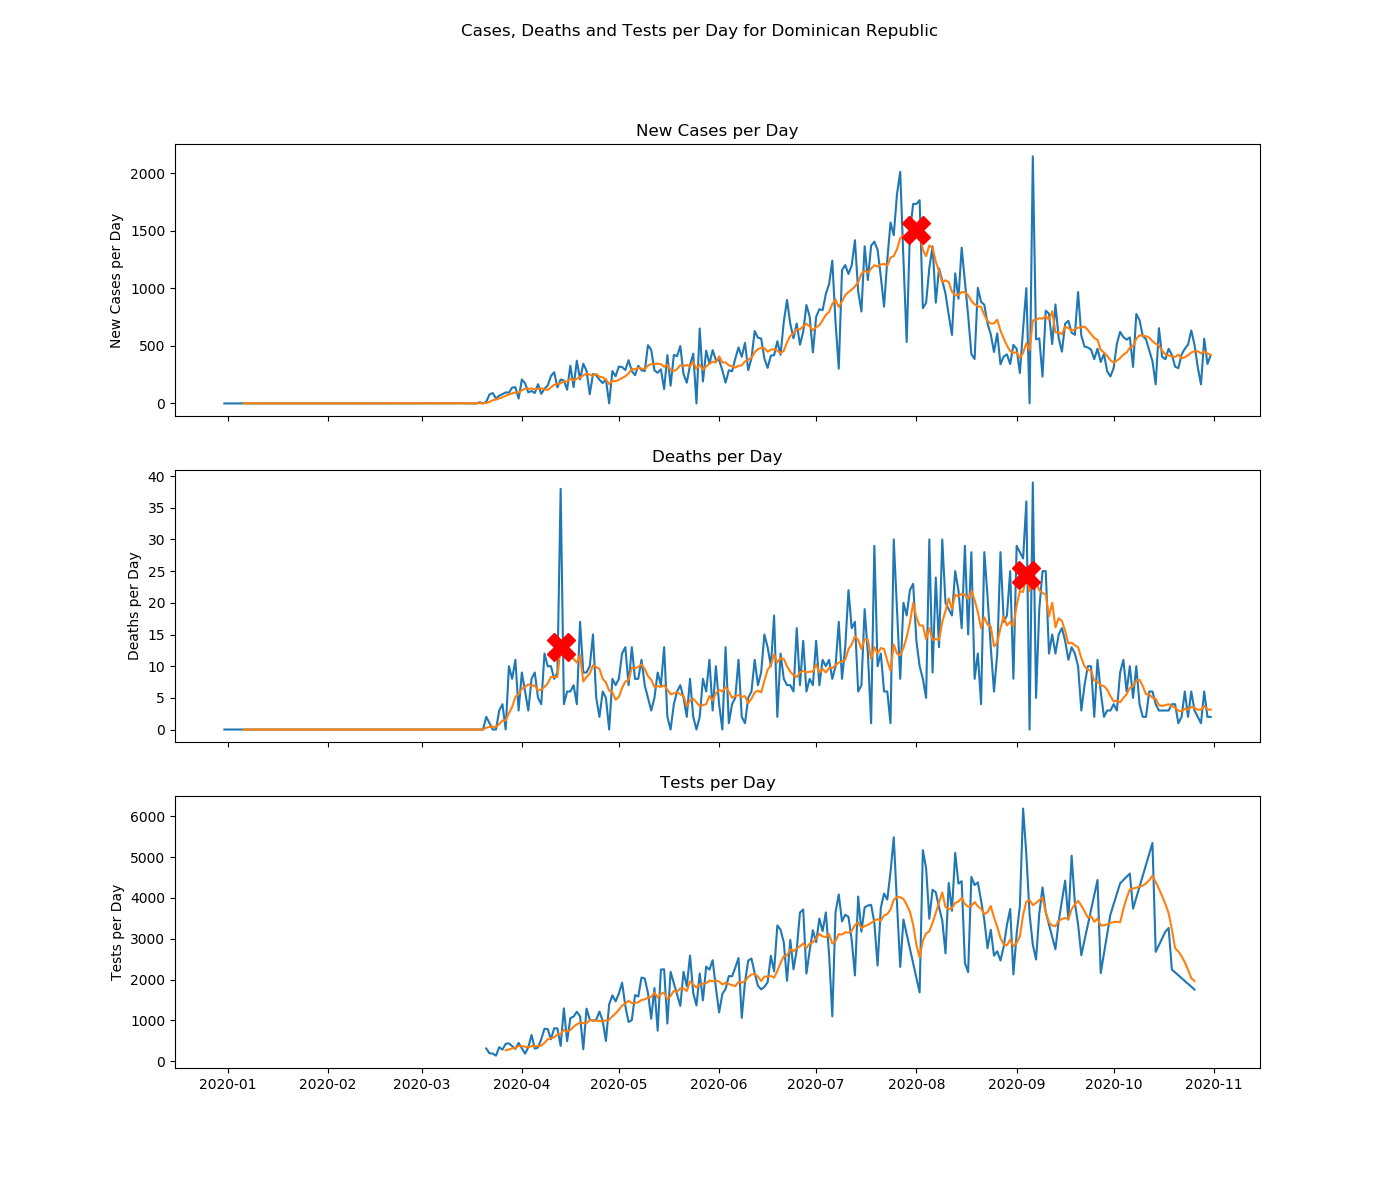 Cases, Deaths and Tests per Day for Dominican Republic
New Cases per Day
New Cases per Day
2000
1500
1000
500
0
Deaths per Day
Deaths per Day
40
35
30
25
20
15
10
5
0
Tests per Day
Tests per Day
6000
5000
4000
3000
2000
1000
0
2020-01 2020-02 2020-03 2020-04 2020-05 2020-06 2020-07 2020-08 2020-09 2020-10 2020-11